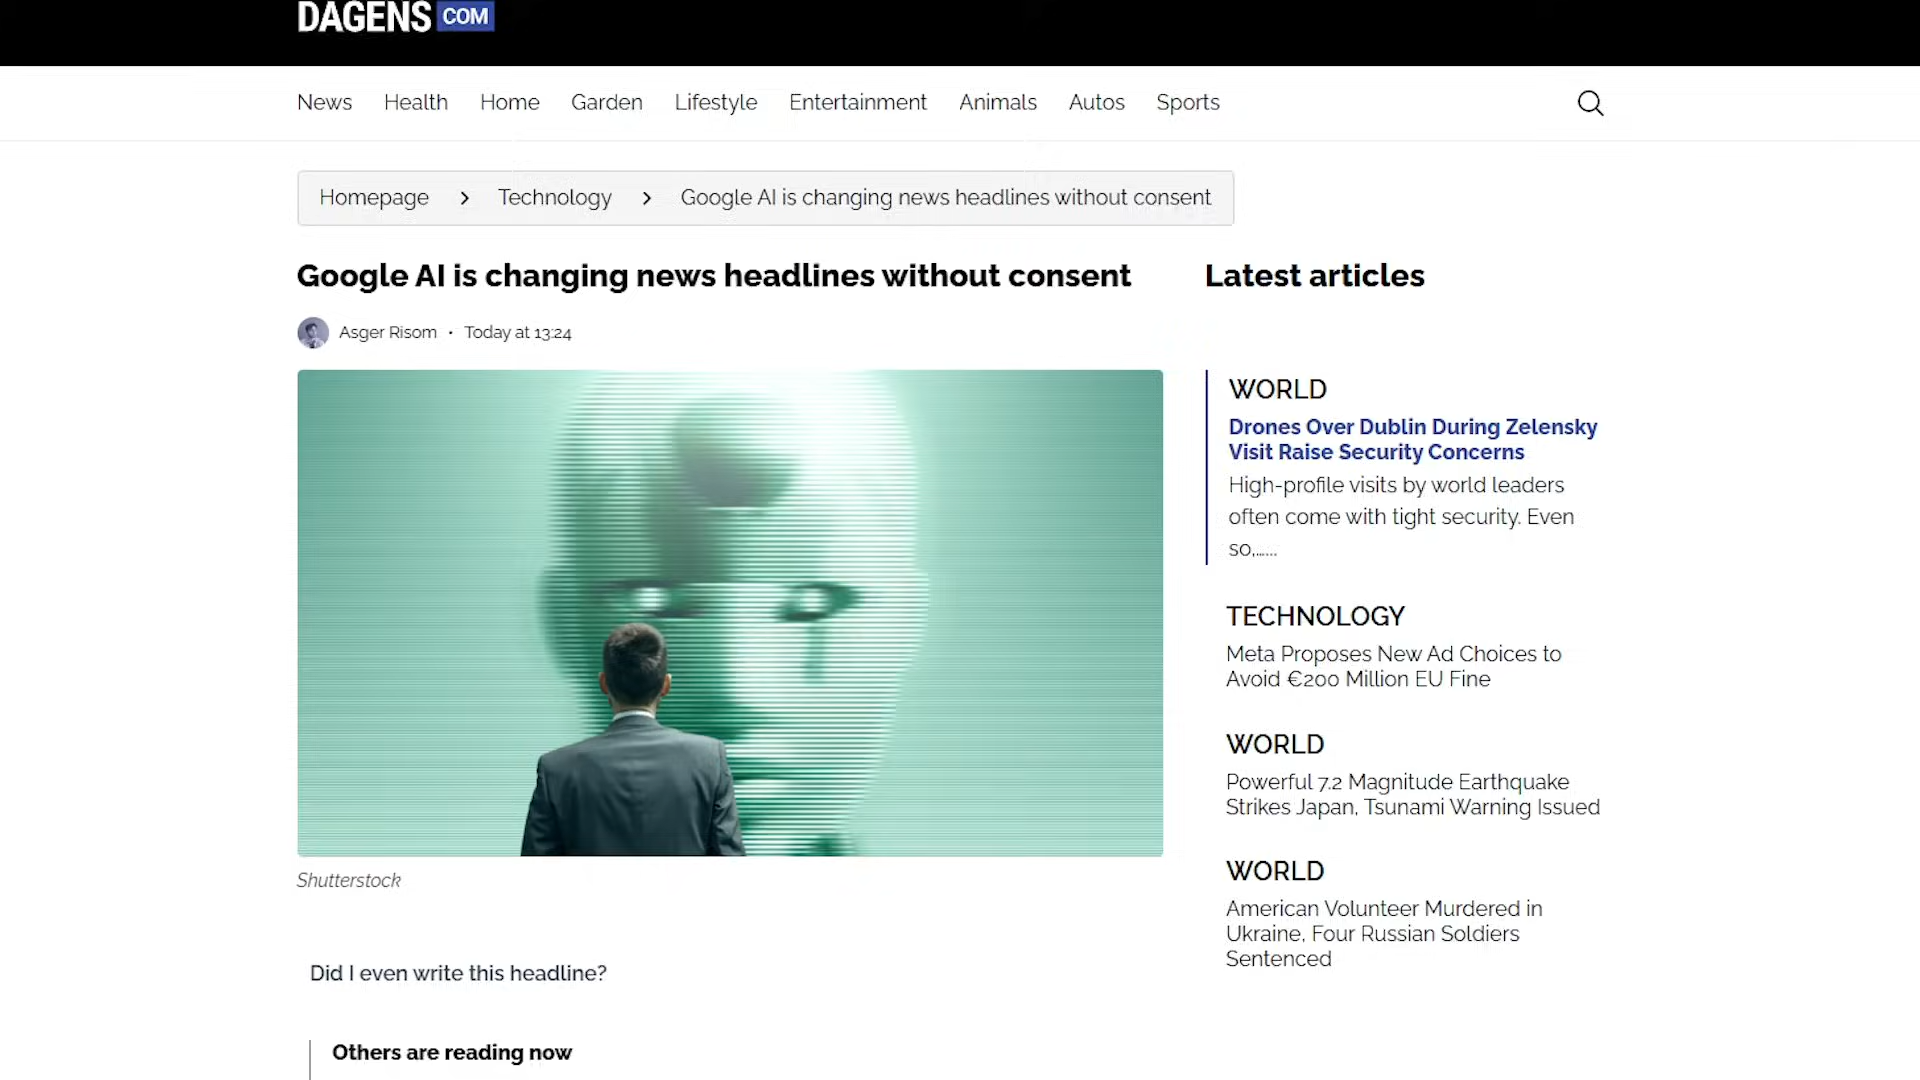 DAGENS COM
News Health Home Garden Lifestyle Entertainment Animals Autos Sports
Homepage > Technology > Google AI is changing news headlines without consent
Google AI is changing news headlines without consent
Asger Risom · Today at 13:24
Shutterstock
Did I even write this headline?
Others are reading now
Latest articles
WORLD
Drones Over Dublin During Zelensky
Visit Raise Security Concerns
High-profile visits by world leaders
often come with tight security. Even
so,......
TECHNOLOGY
Meta Proposes New Ad Choices to
Avoid €200 Million EU Fine
WORLD
Powerful 7.2 Magnitude Earthquake
Strikes Japan, Tsunami Warning Issued
WORLD
American Volunteer Murdered in
Ukraine, Four Russian Soldiers
Sentenced